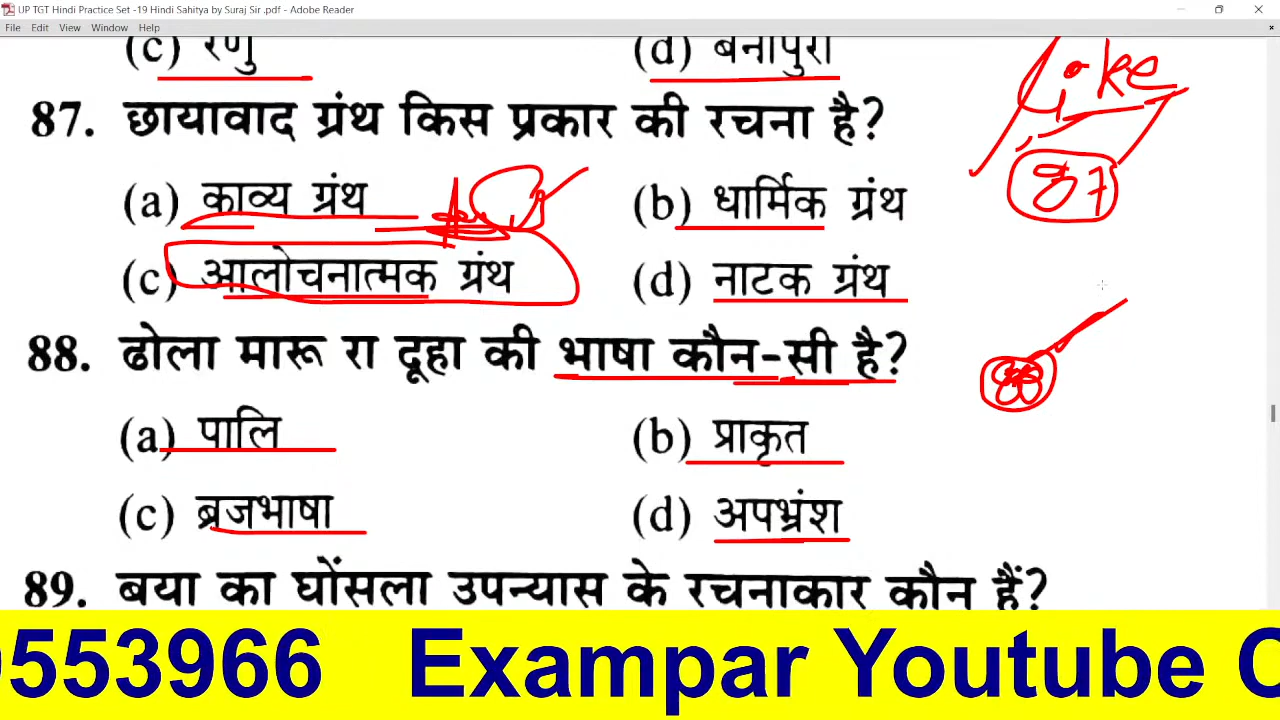 UP TGT Hindi Practice Set -19 Hindi Sahitya by Suraj Sir .pdf - Adobe Reader
File Edit View Window Help
(c) रेणु (d) बेनीपुरी
87. छायावाद ग्रंथ किस प्रकार की रचना है?
(a) काव्य ग्रंथ (b) धार्मिक ग्रंथ
(c) आलोचनात्मक ग्रंथ (d) नाटक ग्रंथ
88. ढोला मारू रा दूहा की भाषा कौन-सी है?
(a) पालि (b) प्राकृत
(c) ब्रजभाषा (d) अपभ्रंश
89. बया का घोंसला उपन्यास के रचनाकार कौन हैं?
Like
87
88
553966 Exampar Youtube C